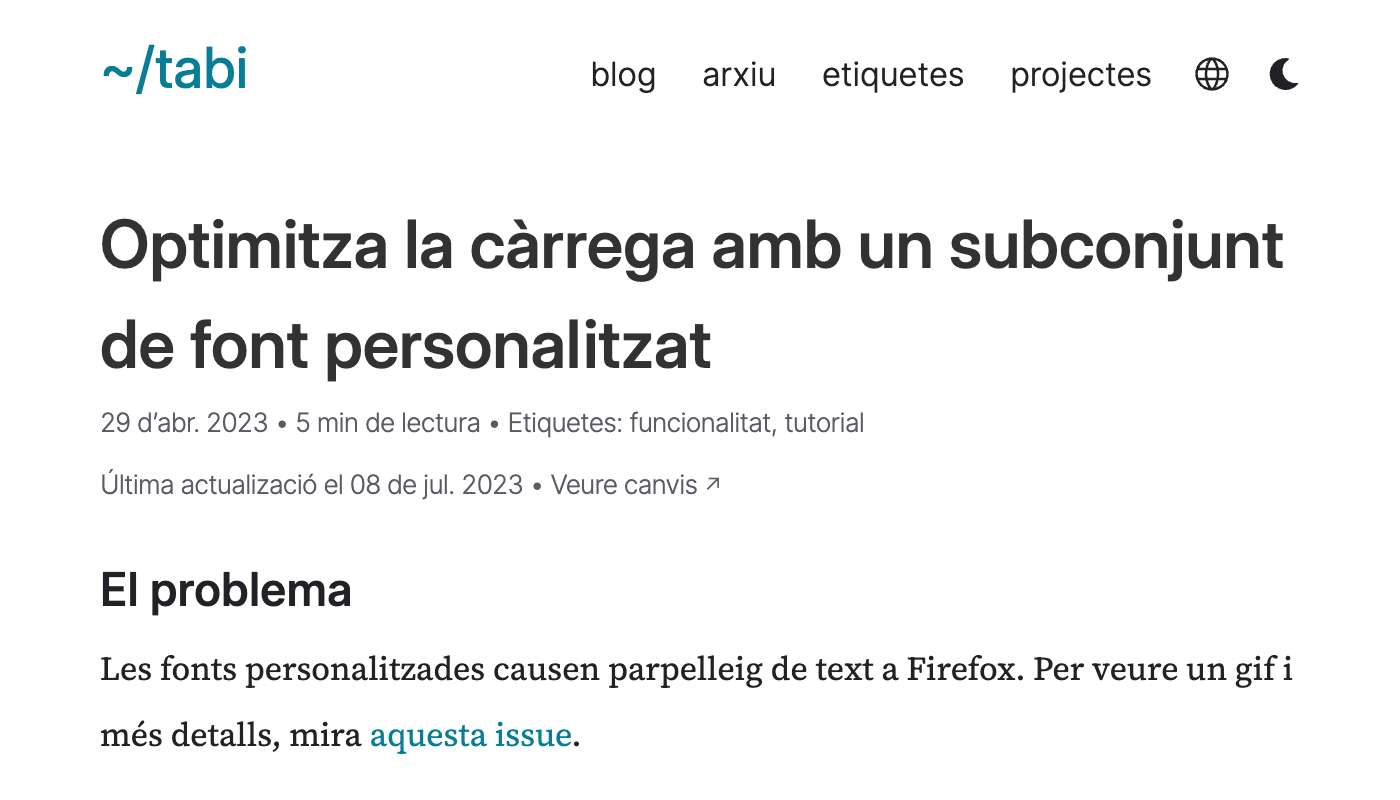 ~/tabi
blog arxiu etiquetes projectes
Optimitza la càrrega amb un subconjunt
de font personalitzat
29 d’abr. 2023 • 5 min de lectura • Etiquetes: funcionalitat, tutorial
Última actualizació el 08 de jul. 2023 • Veure canvis ↗
El problema
Les fonts personalitzades causen parpelleig de text a Firefox. Per veure un gif i
més detalls, mira aquesta issue.